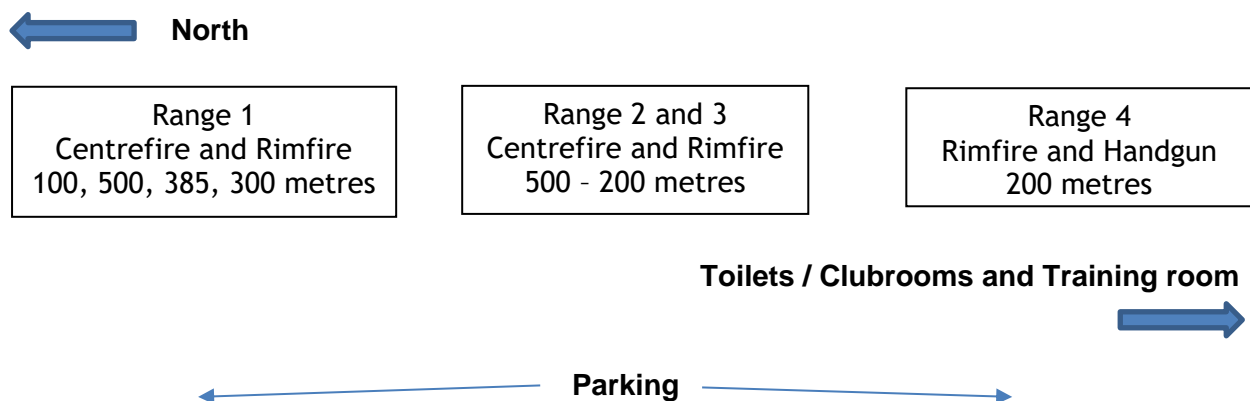 North
Range 1
Centrefire and Rimfire
100, 500, 385, 300 metres
Range 2 and 3
Centrefire and Rimfire
500 – 200 metres
Range 4
Rimfire and Handgun
200 metres
Toilets / Clubrooms and Training room
Parking